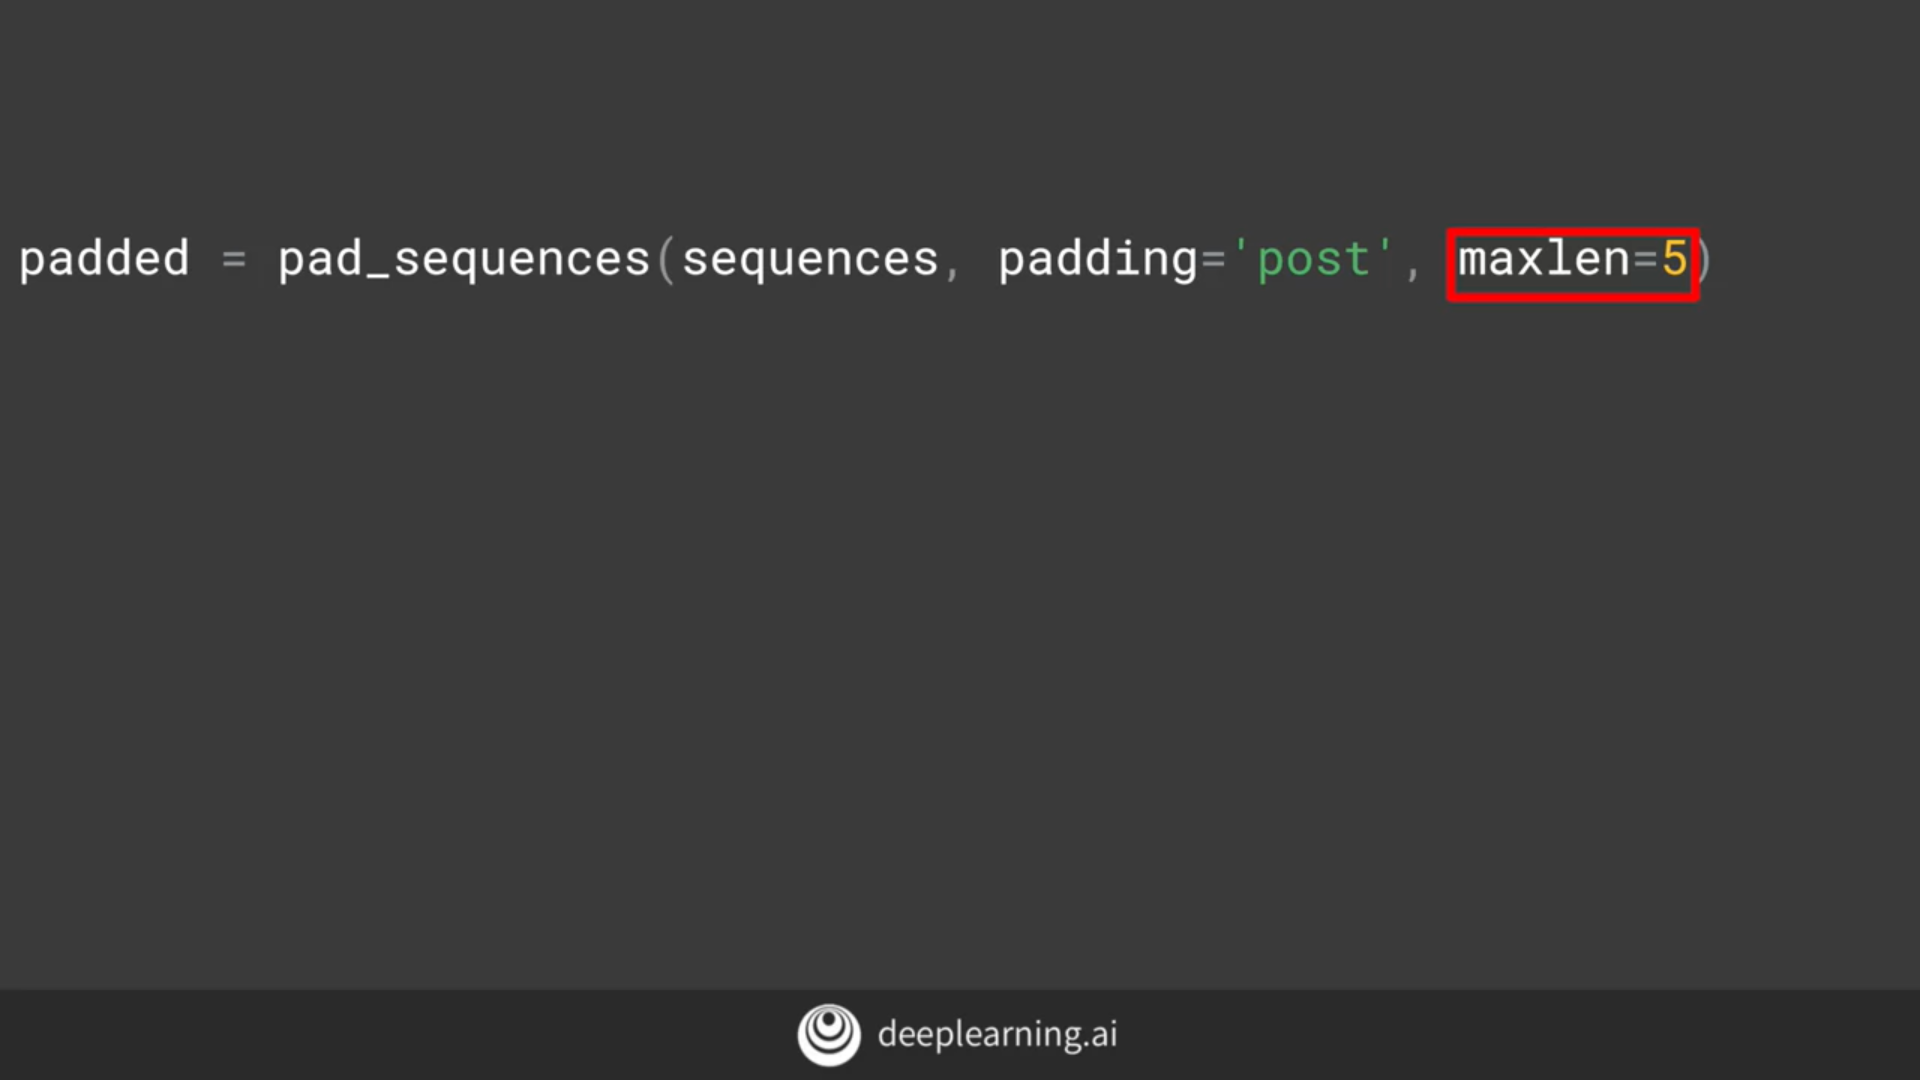 padded = pad_sequences(sequences, padding='post', maxlen=5)
deeplearning.ai